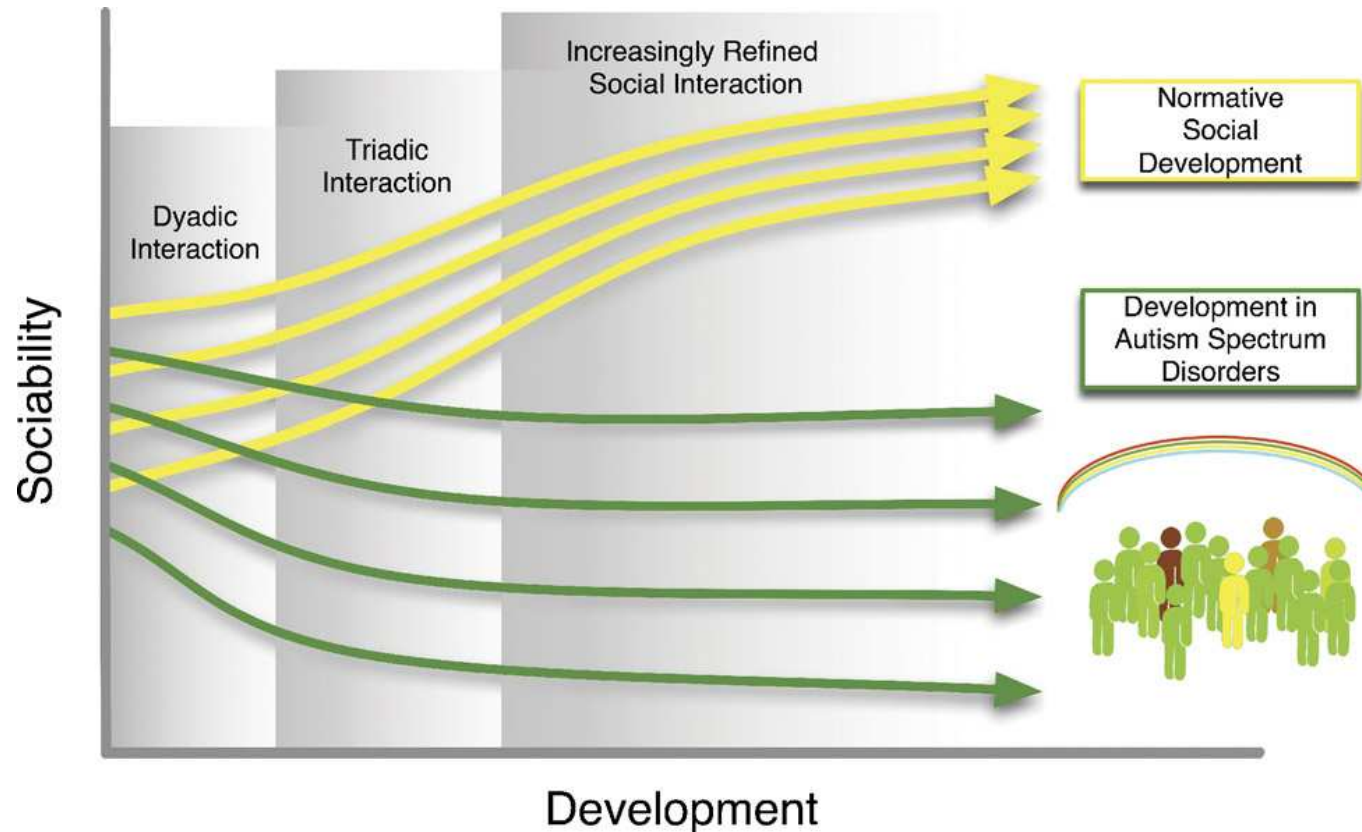 Increasingly Refined
Social Interaction
Triadic
Interaction
Dyadic
Interaction
Normative
Social
Development
Development in
Autism Spectrum
Disorders
Sociability
Development